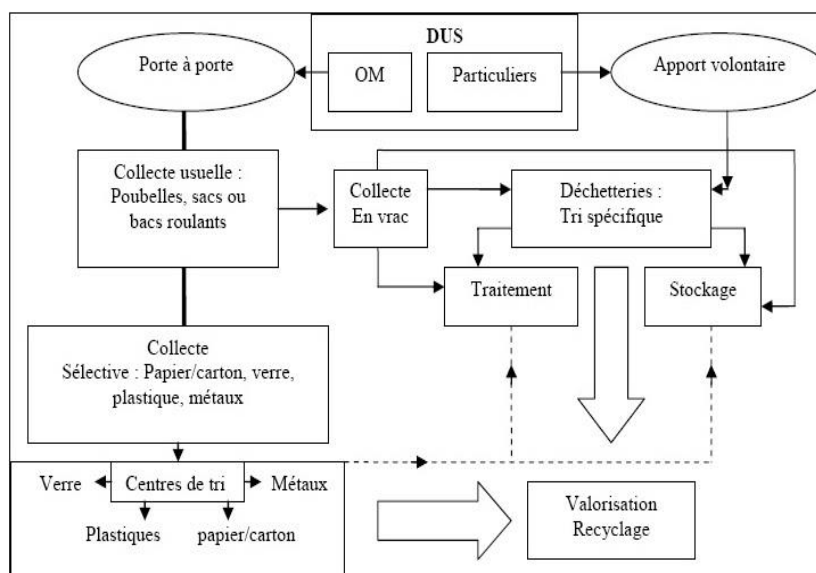 DUS
Porte à porte
OM
Particuliers
Apport volontaire
Collecte usuelle :
Poubelles, sacs ou
bacs roulants
Collecte
En vrac
Déchetteries :
Tri spécifique
Traitement
Stockage
Collecte
Sélective : Papier/carton, verre,
plastique, métaux
Verre
Centres de tri
Métaux
Plastiques
papier/carton
Valorisation
Recyclage